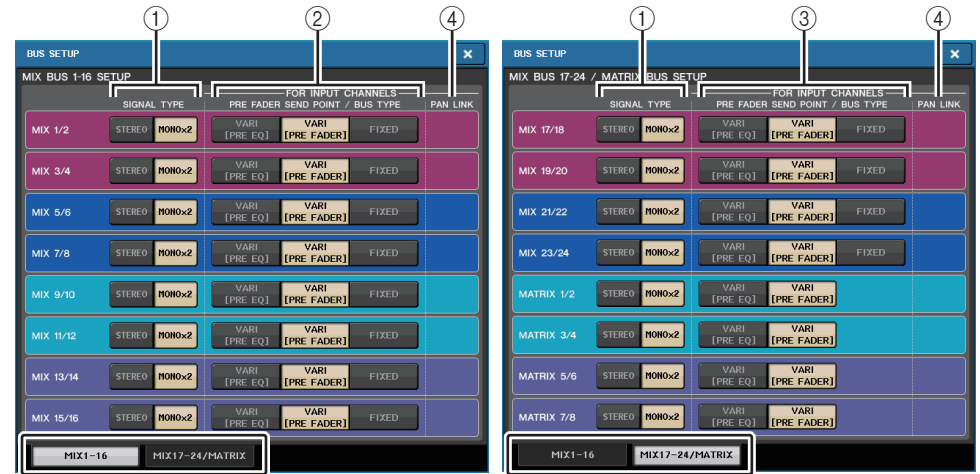 ① ② ④
BUS SETUP ×
MIX BUS 1-16 SETUP
FOR INPUT CHANNELS
SIGNAL TYPE PRE FADER SEND POINT / BUS TYPE PAN LINK
MIX 1/2 STEREO MONO×2 VARI [PRE EQ] VARI [PRE FADER] FIXED
MIX 3/4 STEREO MONO×2 VARI [PRE EQ] VARI [PRE FADER] FIXED
MIX 5/6 STEREO MONO×2 VARI [PRE EQ] VARI [PRE FADER] FIXED
MIX 7/8 STEREO MONO×2 VARI [PRE EQ] VARI [PRE FADER] FIXED
MIX 9/10 STEREO MONO×2 VARI [PRE EQ] VARI [PRE FADER] FIXED
MIX 11/12 STEREO MONO×2 VARI [PRE EQ] VARI [PRE FADER] FIXED
MIX 13/14 STEREO MONO×2 VARI [PRE EQ] VARI [PRE FADER] FIXED
MIX 15/16 STEREO MONO×2 VARI [PRE EQ] VARI [PRE FADER] FIXED
MIX1-16 MIX17-24/MATRIX
① ③ ④
BUS SETUP ×
MIX BUS 17-24 / MATRIX BUS SETUP
FOR INPUT CHANNELS
SIGNAL TYPE PRE FADER SEND POINT / BUS TYPE PAN LINK
MIX 17/18 STEREO MONO×2 VARI [PRE EQ] VARI [PRE FADER] FIXED
MIX 19/20 STEREO MONO×2 VARI [PRE EQ] VARI [PRE FADER] FIXED
MIX 21/22 STEREO MONO×2 VARI [PRE EQ] VARI [PRE FADER] FIXED
MIX 23/24 STEREO MONO×2 VARI [PRE EQ] VARI [PRE FADER] FIXED
MATRIX 1/2 STEREO MONO×2 VARI [PRE EQ] VARI [PRE FADER]
MATRIX 3/4 STEREO MONO×2 VARI [PRE EQ] VARI [PRE FADER]
MATRIX 5/6 STEREO MONO×2 VARI [PRE EQ] VARI [PRE FADER]
MATRIX 7/8 STEREO MONO×2 VARI [PRE EQ] VARI [PRE FADER]
MIX1-16 MIX17-24/MATRIX